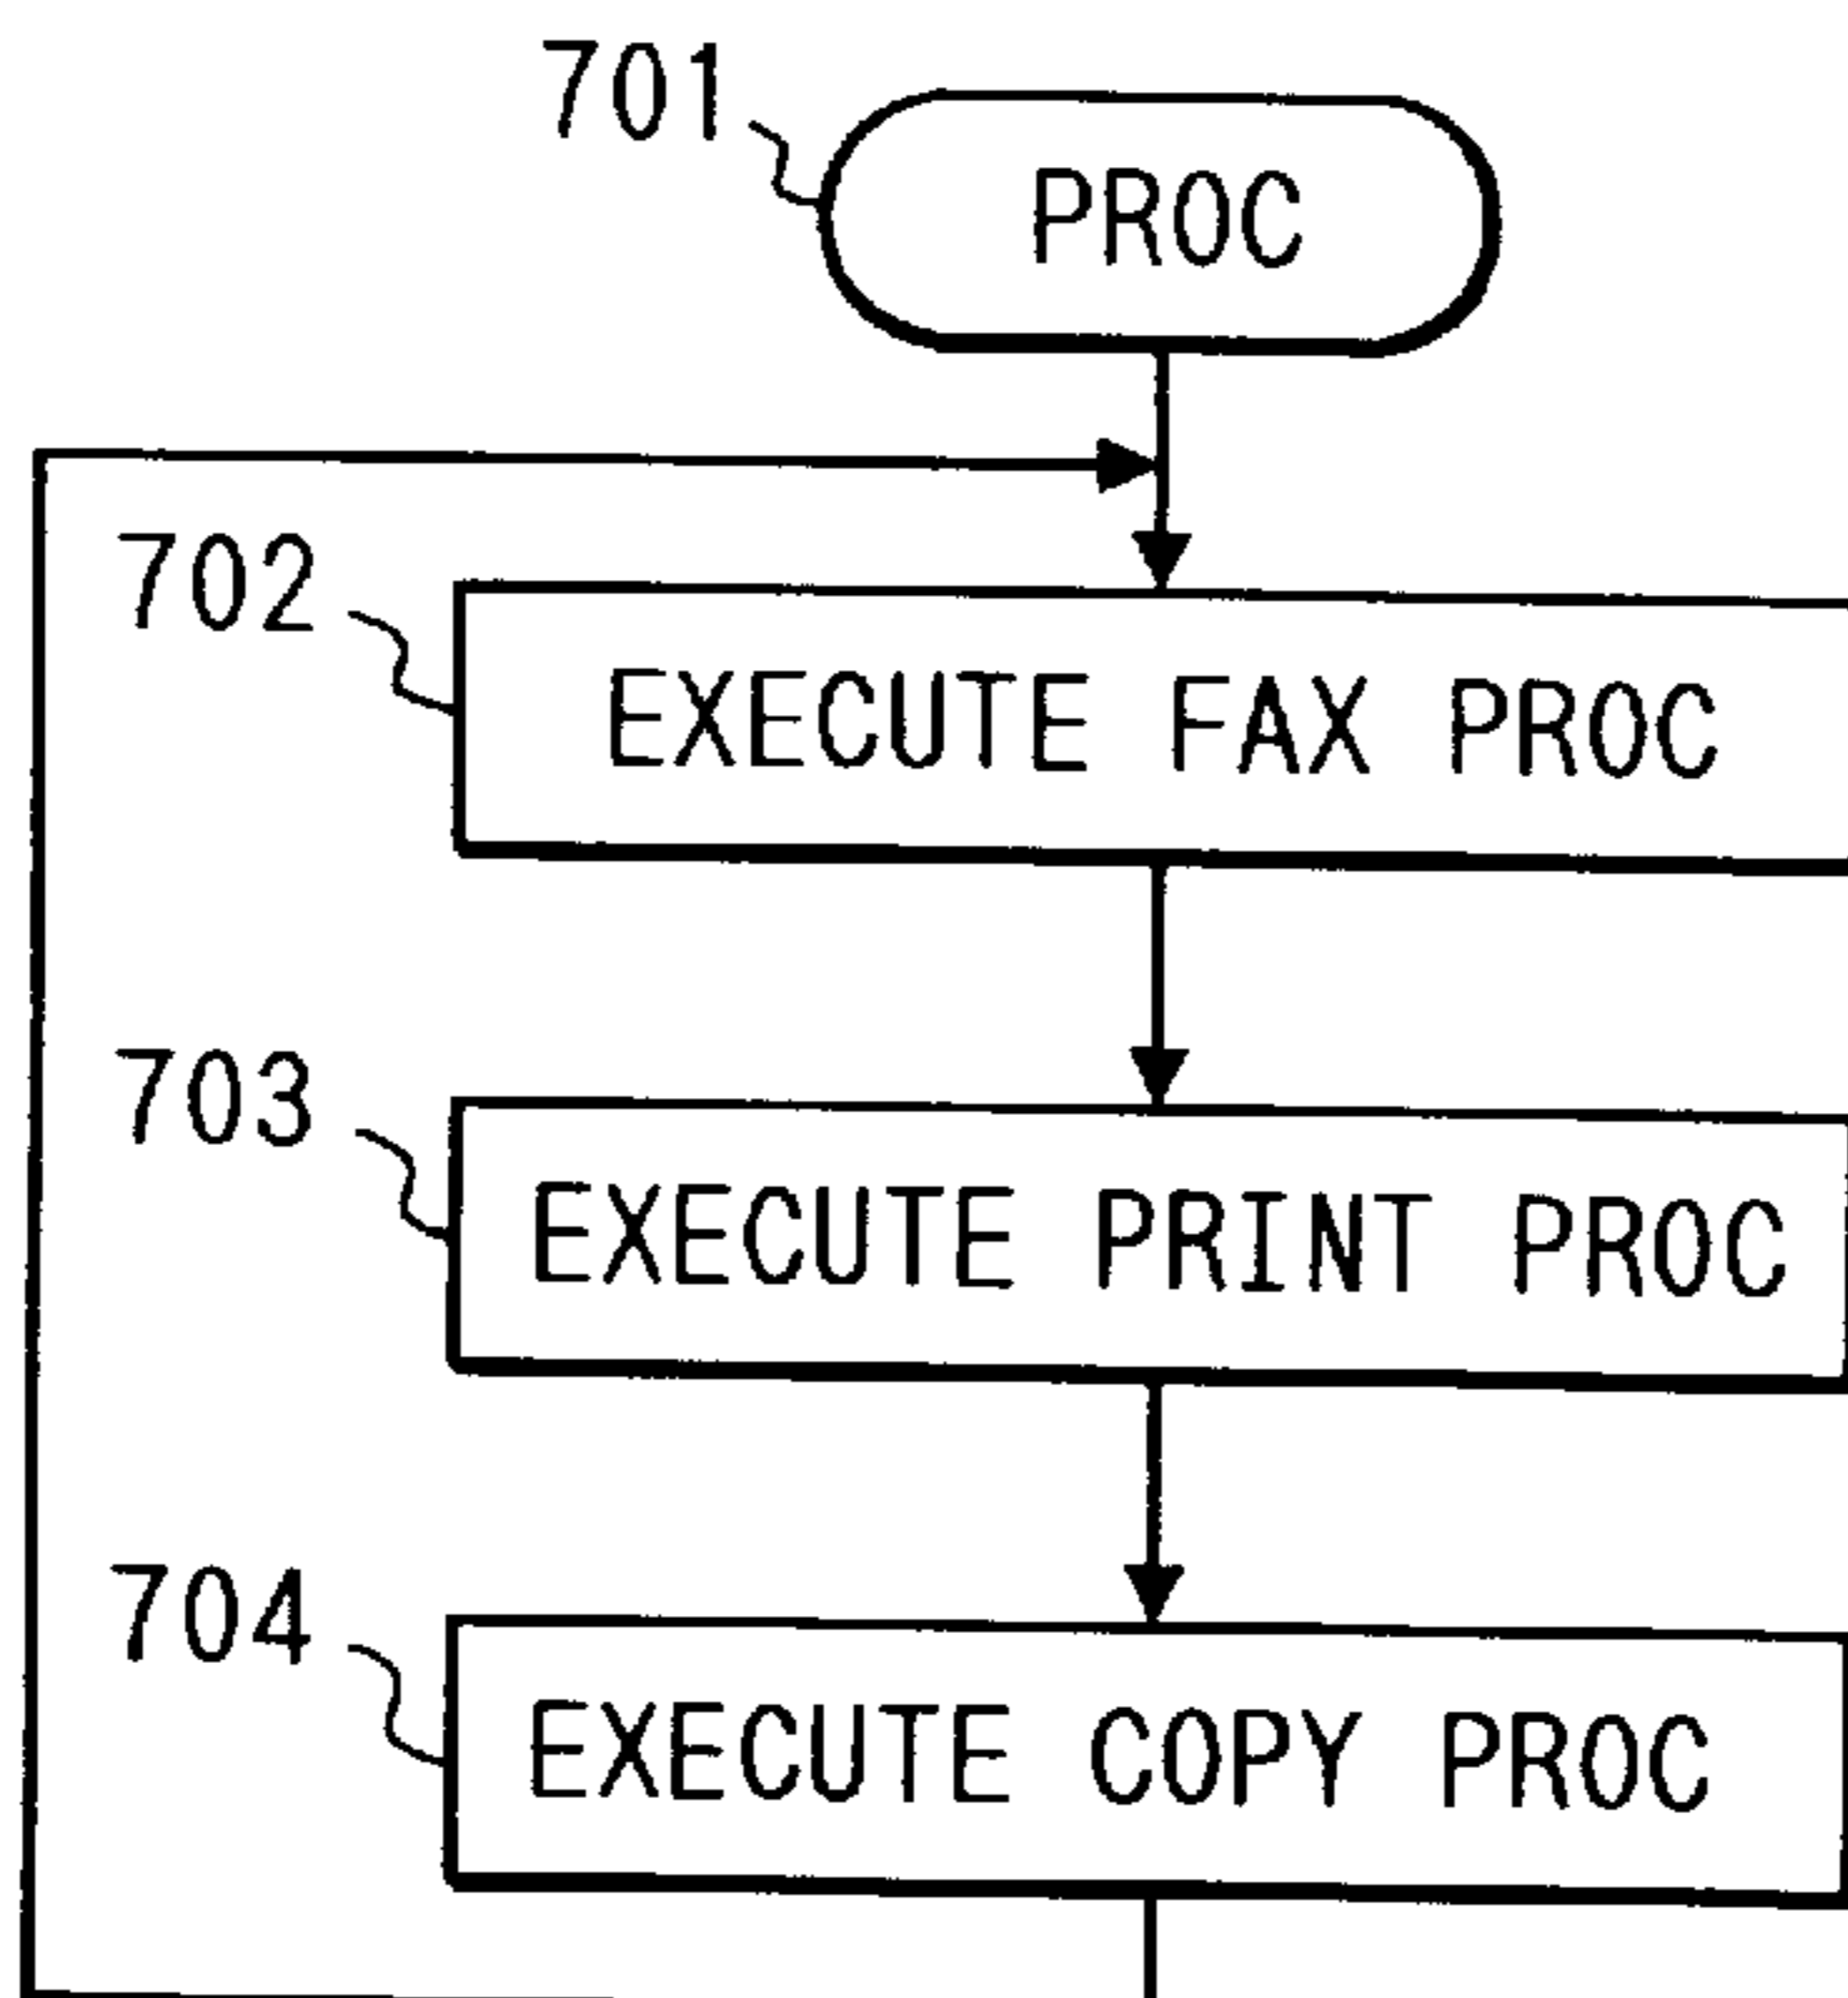 701
PROC
702
EXECUTE FAX PROC
703
EXECUTE PRINT PROC
704
EXECUTE COPY PROC